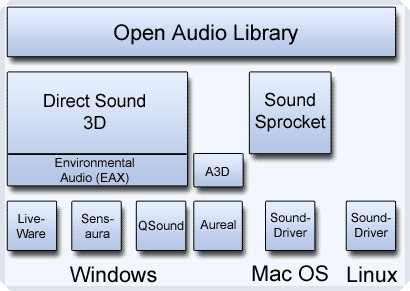 Open Audio Library
Direct Sound
3D
Sound
Sprocket
Environmental
Audio (EAX)
A3D
Live-
Ware
Sens-
aura
QSound
Aureal
Sound-
Driver
Sound-
Driver
Windows
Mac OS
Linux